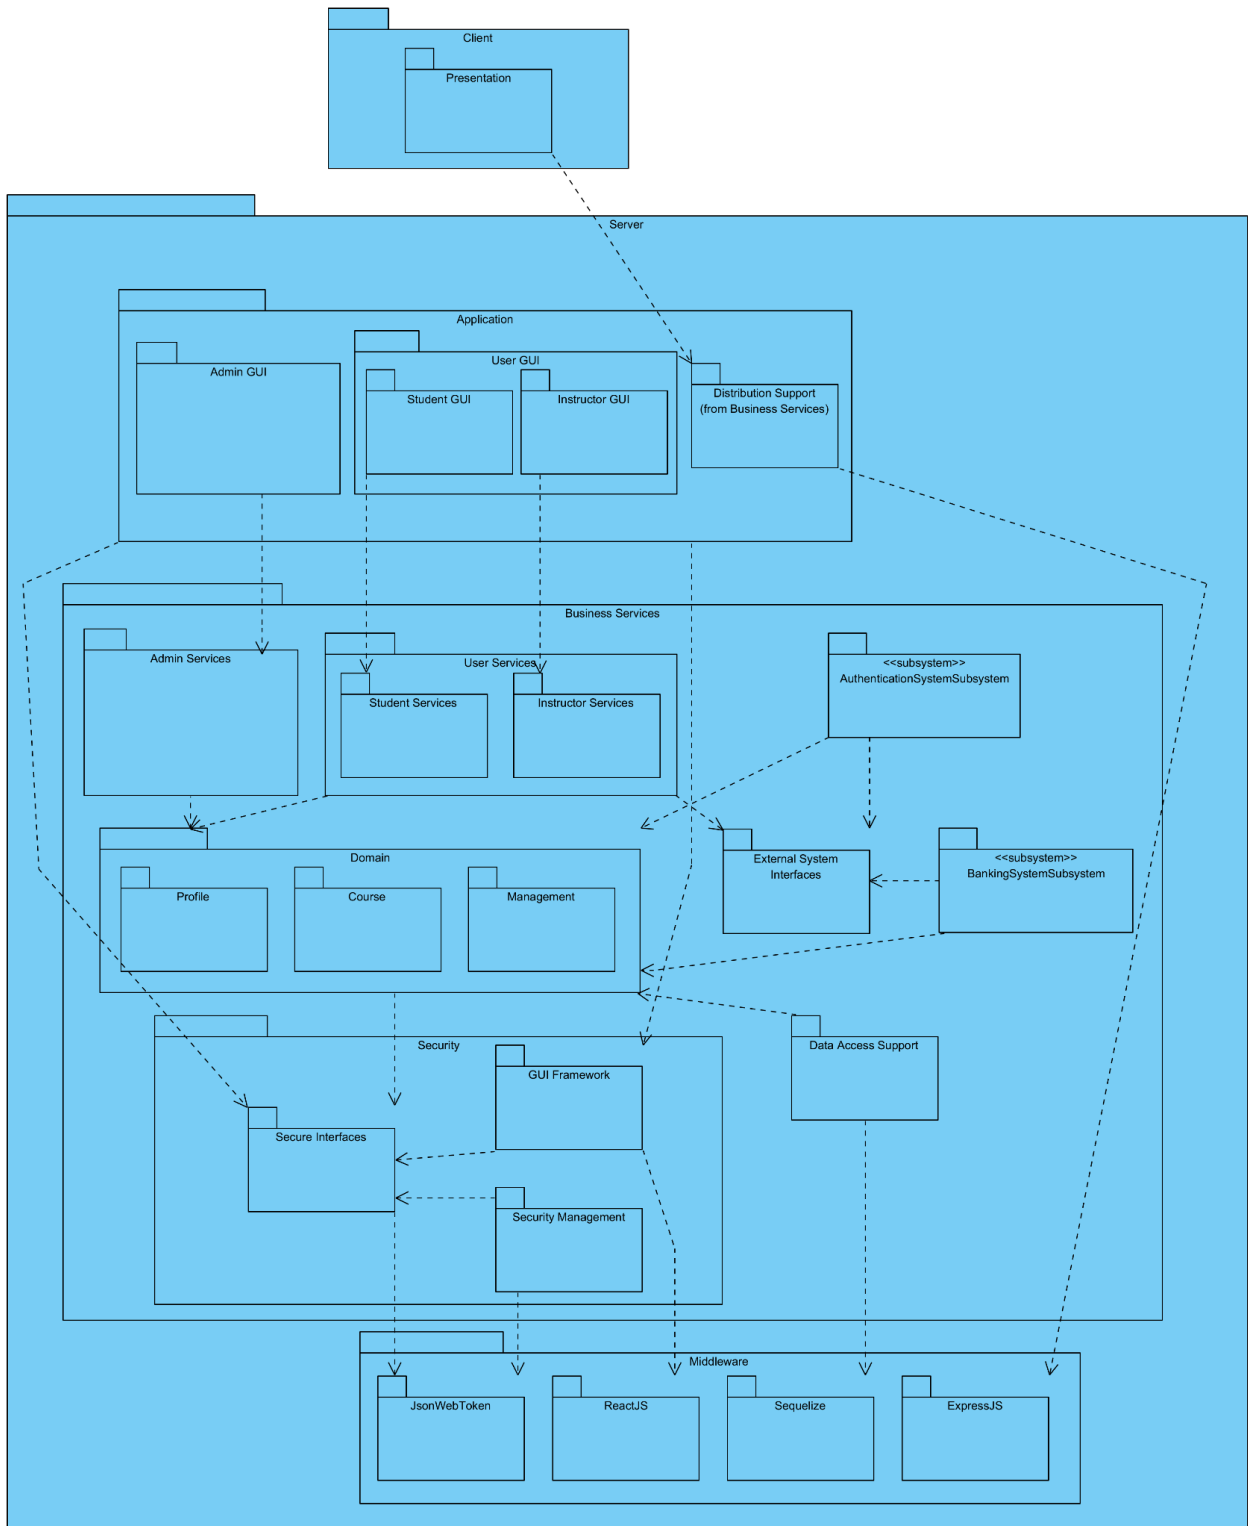 Client
Presentation
Server
Application
User GUI
Admin GUI
Student GUI
Instructor GUI
Distribution Support
(from Business Services)
Business Services
Admin Services
User Services
<<subsystem>>
AuthenticationSystemSubsystem
Student Services
Instructor Services
Domain
External System
Interfaces
<<subsystem>>
BankingSystemSubsystem
Profile
Course
Management
Security
Data Access Support
GUI Framework
Secure Interfaces
Security Management
Middleware
JsonWebToken
ReactJS
Sequelize
ExpressJS